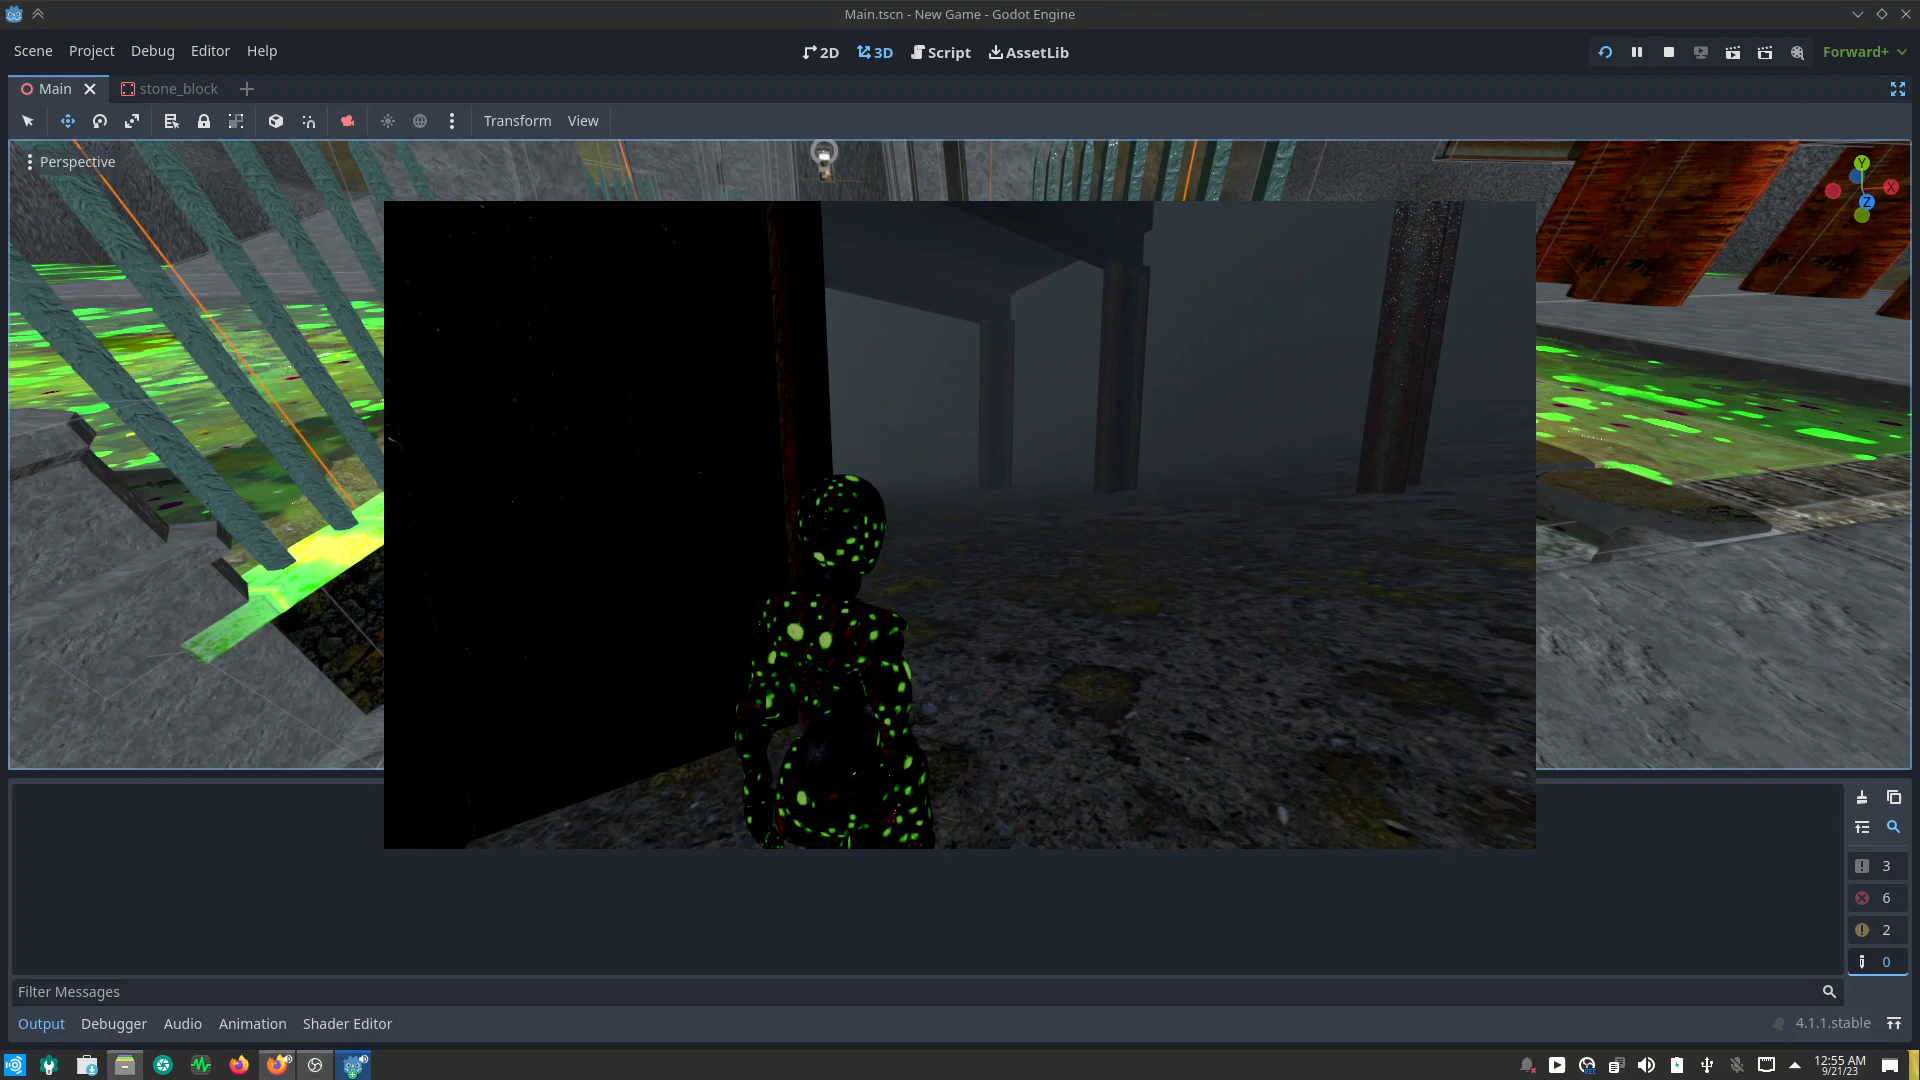 Main.tscn - New Game - Godot Engine
Scene Project Debug Editor Help
2D 3D Script AssetLib
Forward+
Main stone_block
Transform View
Perspective
Y
X
Z
3
6
2
0
Filter Messages
Output Debugger Audio Animation Shader Editor
4.1.1.stable
12:55 AM
9/21/23